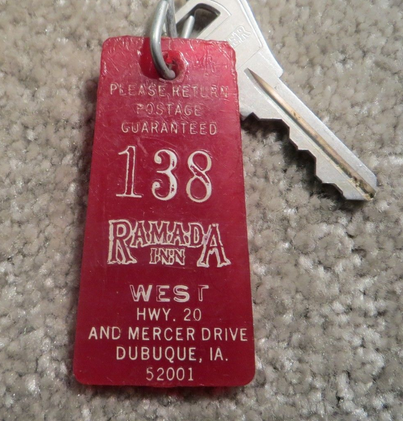 PLEASE RETURN
POSTAGE
GUARANTEED
138
RAMADA
INN
WEST
HWY. 20
AND MERCER DRIVE
DUBUQUE, IA.
52001